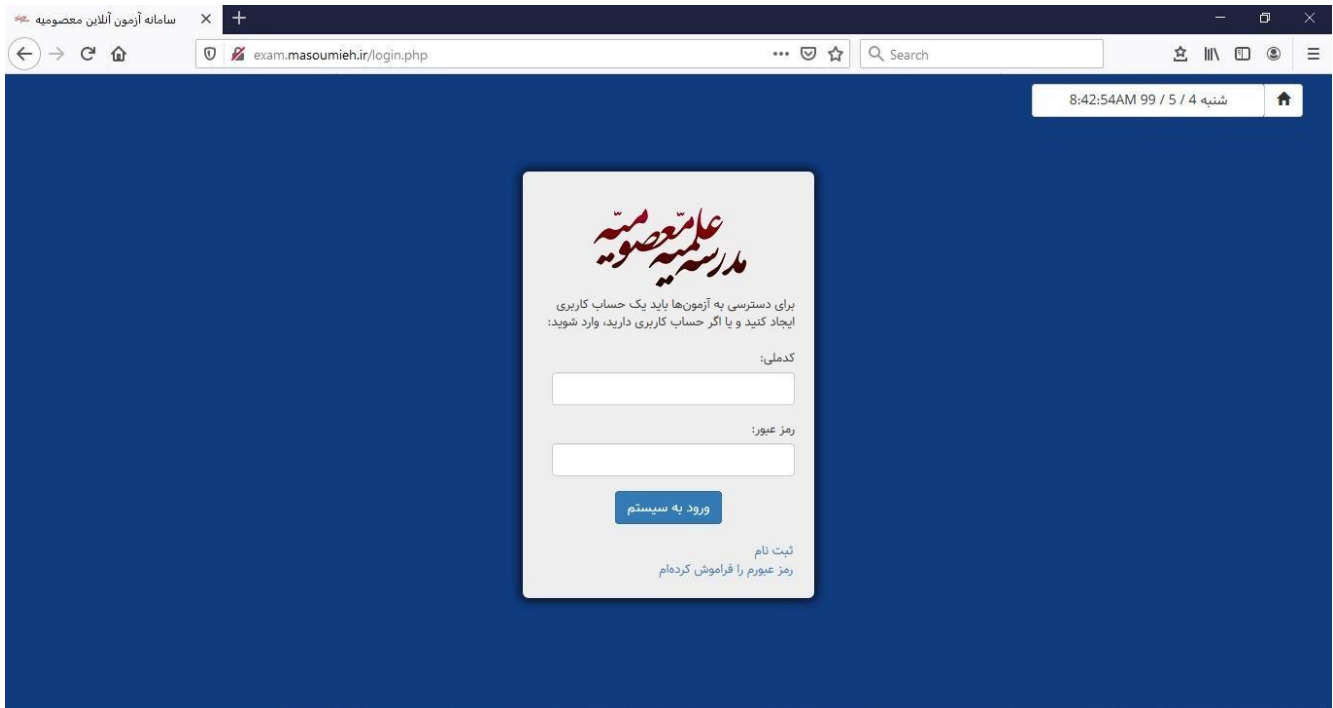 سامانه آزمون آنلاین معصومیه
exam.masoumieh.ir/login.php
Search
شنبه 4 / 5 / 99 8:42:54AM
مدرسه علمیه معصومیّه
برای دسترسی به آزمون‌ها باید یک حساب کاربری
ایجاد کنید و یا اگر حساب کاربری دارید، وارد شوید:
کدملی:
رمز عبور:
ورود به سیستم
ثبت نام
رمز عبورم را فراموش کرده‌ام